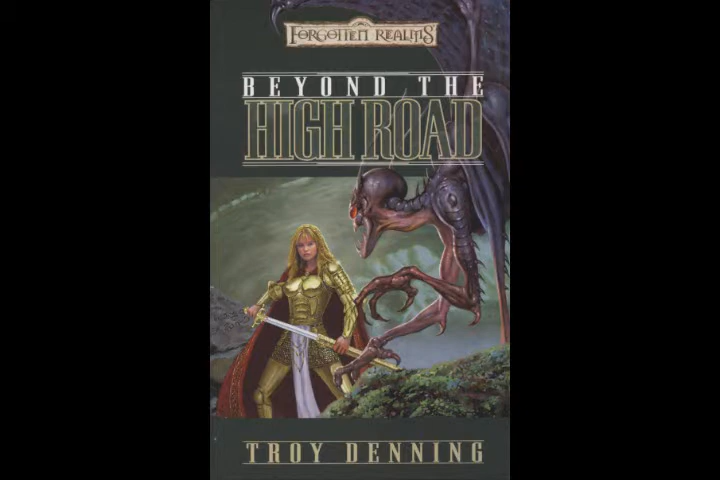 FORGOTTEN REALMS
BEYOND THE
HIGH ROAD
TROY DENNING